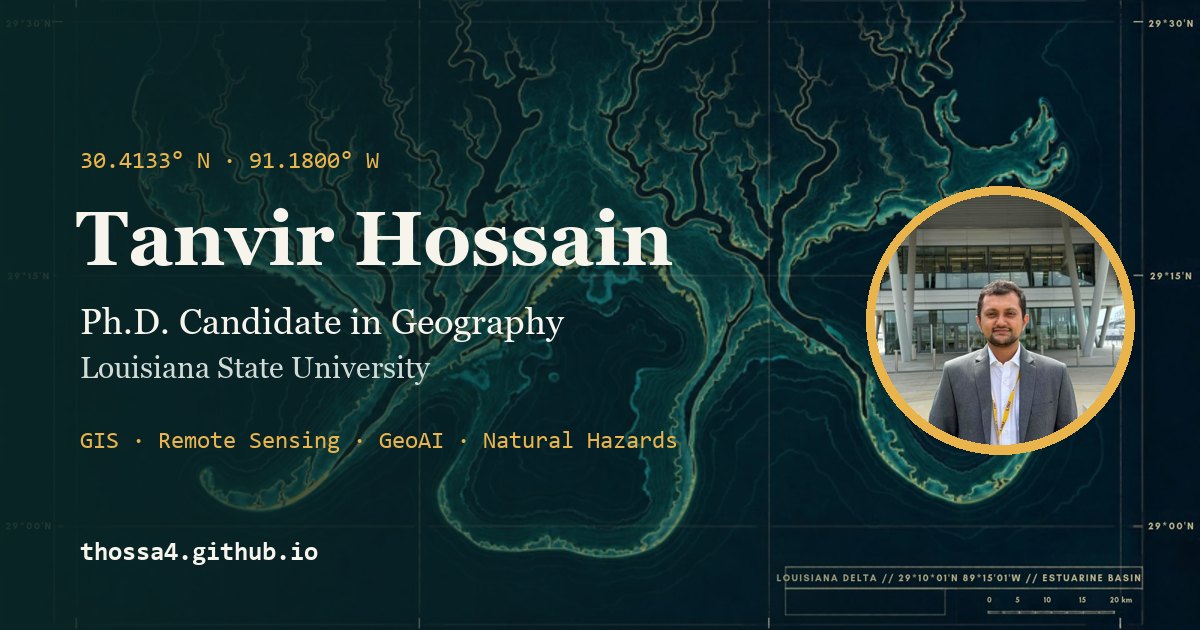 29°30'N
29°30'N
30.4133° N · 91.1800° W
Tanvir Hossain
29°15'N
29°15'N
Ph.D. Candidate in Geography
Louisiana State University
GIS · Remote Sensing · GeoAI · Natural Hazards
29°00'N
29°00'N
thossa4.github.io
LOUISIANA DELTA // 29°10°01'N 89°15'01'W // ESTUARINE BASIN
0 5 10 15 20 km